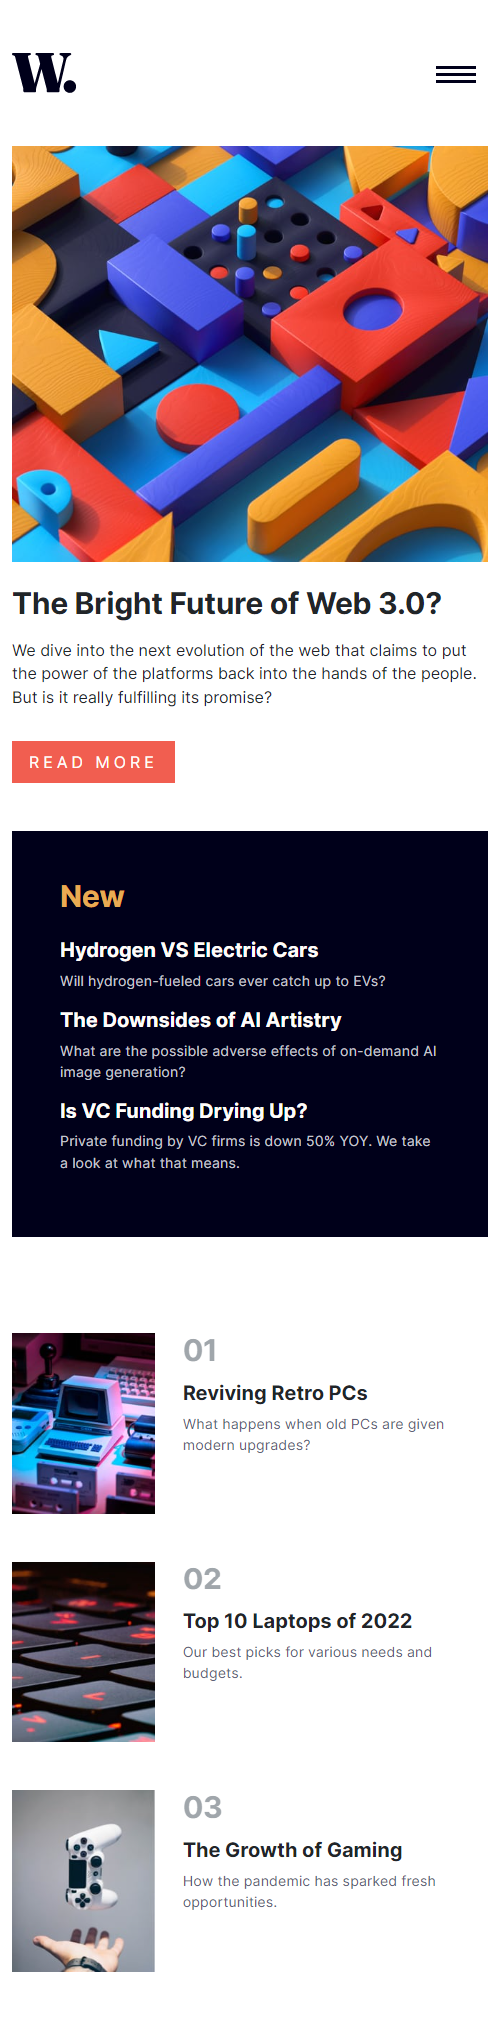 W.
The Bright Future of Web 3.0?
We dive into the next evolution of the web that claims to put
the power of the platforms back into the hands of the people.
But is it really fulfilling its promise?
READ MORE
New
Hydrogen VS Electric Cars
Will hydrogen-fueled cars ever catch up to EVs?
The Downsides of AI Artistry
What are the possible adverse effects of on-demand AI
image generation?
Is VC Funding Drying Up?
Private funding by VC firms is down 50% YOY. We take
a look at what that means.
01
Reviving Retro PCs
What happens when old PCs are given
modern upgrades?
02
Top 10 Laptops of 2022
Our best picks for various needs and
budgets.
03
The Growth of Gaming
How the pandemic has sparked fresh
opportunities.